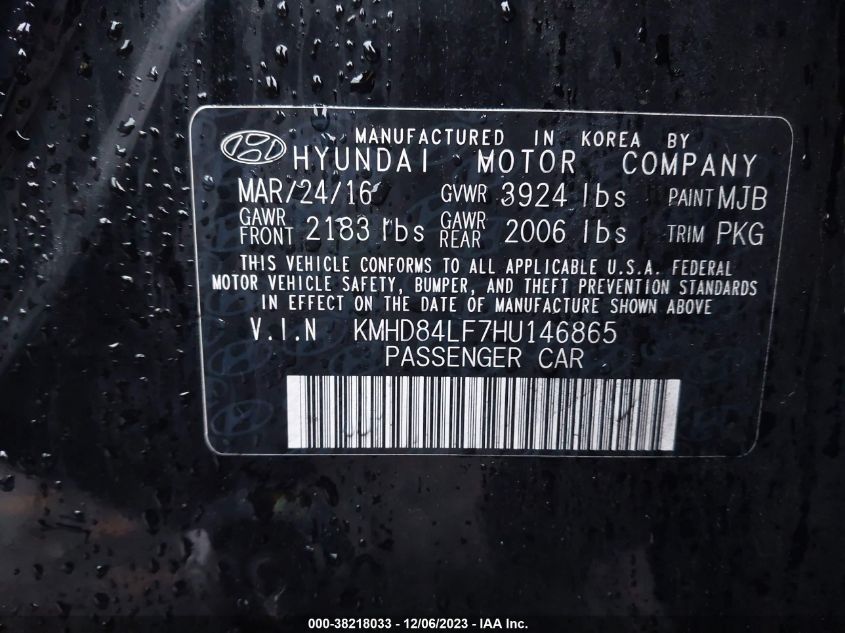 MANUFACTURED IN KOREA BY
HYUNDAI MOTOR COMPANY
MAR/24/16 GVWR 3924 lbs PAINT MJB
GAWR FRONT 2183 lbs GAWR REAR 2006 lbs TRIM PKG
THIS VEHICLE CONFORMS TO ALL APPLICABLE U.S.A. FEDERAL
MOTOR VEHICLE SAFETY, BUMPER, AND THEFT PREVENTION STANDARDS
IN EFFECT ON THE DATE OF MANUFACTURE SHOWN ABOVE
V.I.N KMHD84LF7HU146865
PASSENGER CAR
000-38218033 - 12/06/2023 - IAA Inc.